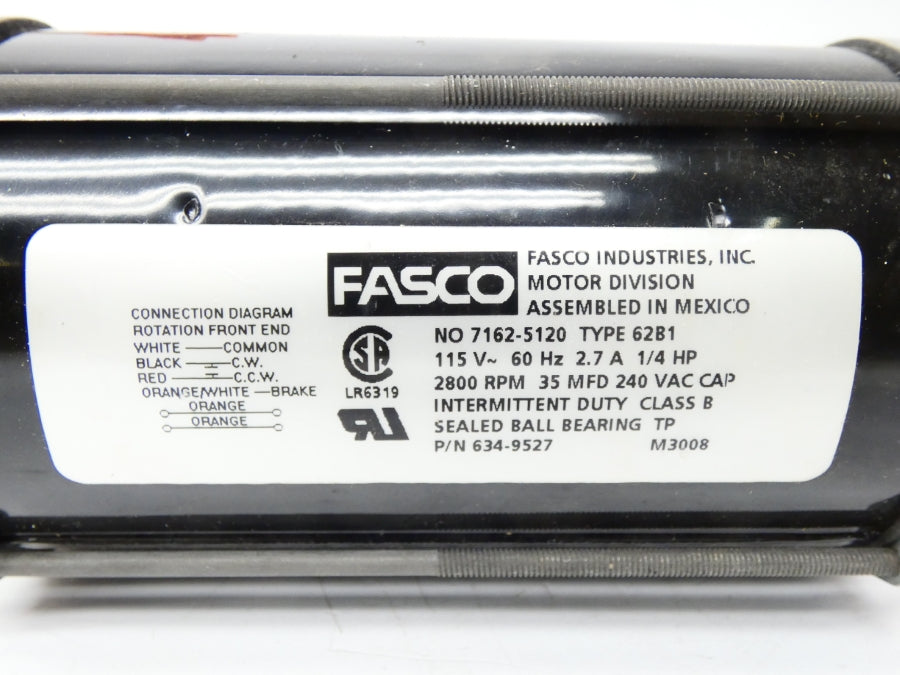 FASCO
FASCO INDUSTRIES, INC.
MOTOR DIVISION
ASSEMBLED IN MEXICO
CONNECTION DIAGRAM
ROTATION FRONT END
WHITE COMMON
BLACK C.W.
RED C.C.W.
ORANGE/WHITE BRAKE
ORANGE
ORANGE
SA
LR6319
RU
NO 7162-5120 TYPE 62B1
115 V~ 60 Hz 2.7 A 1/4 HP
2800 RPM 35 MFD 240 VAC CAP
INTERMITTENT DUTY CLASS B
SEALED BALL BEARING TP
P/N 634-9527 M3008